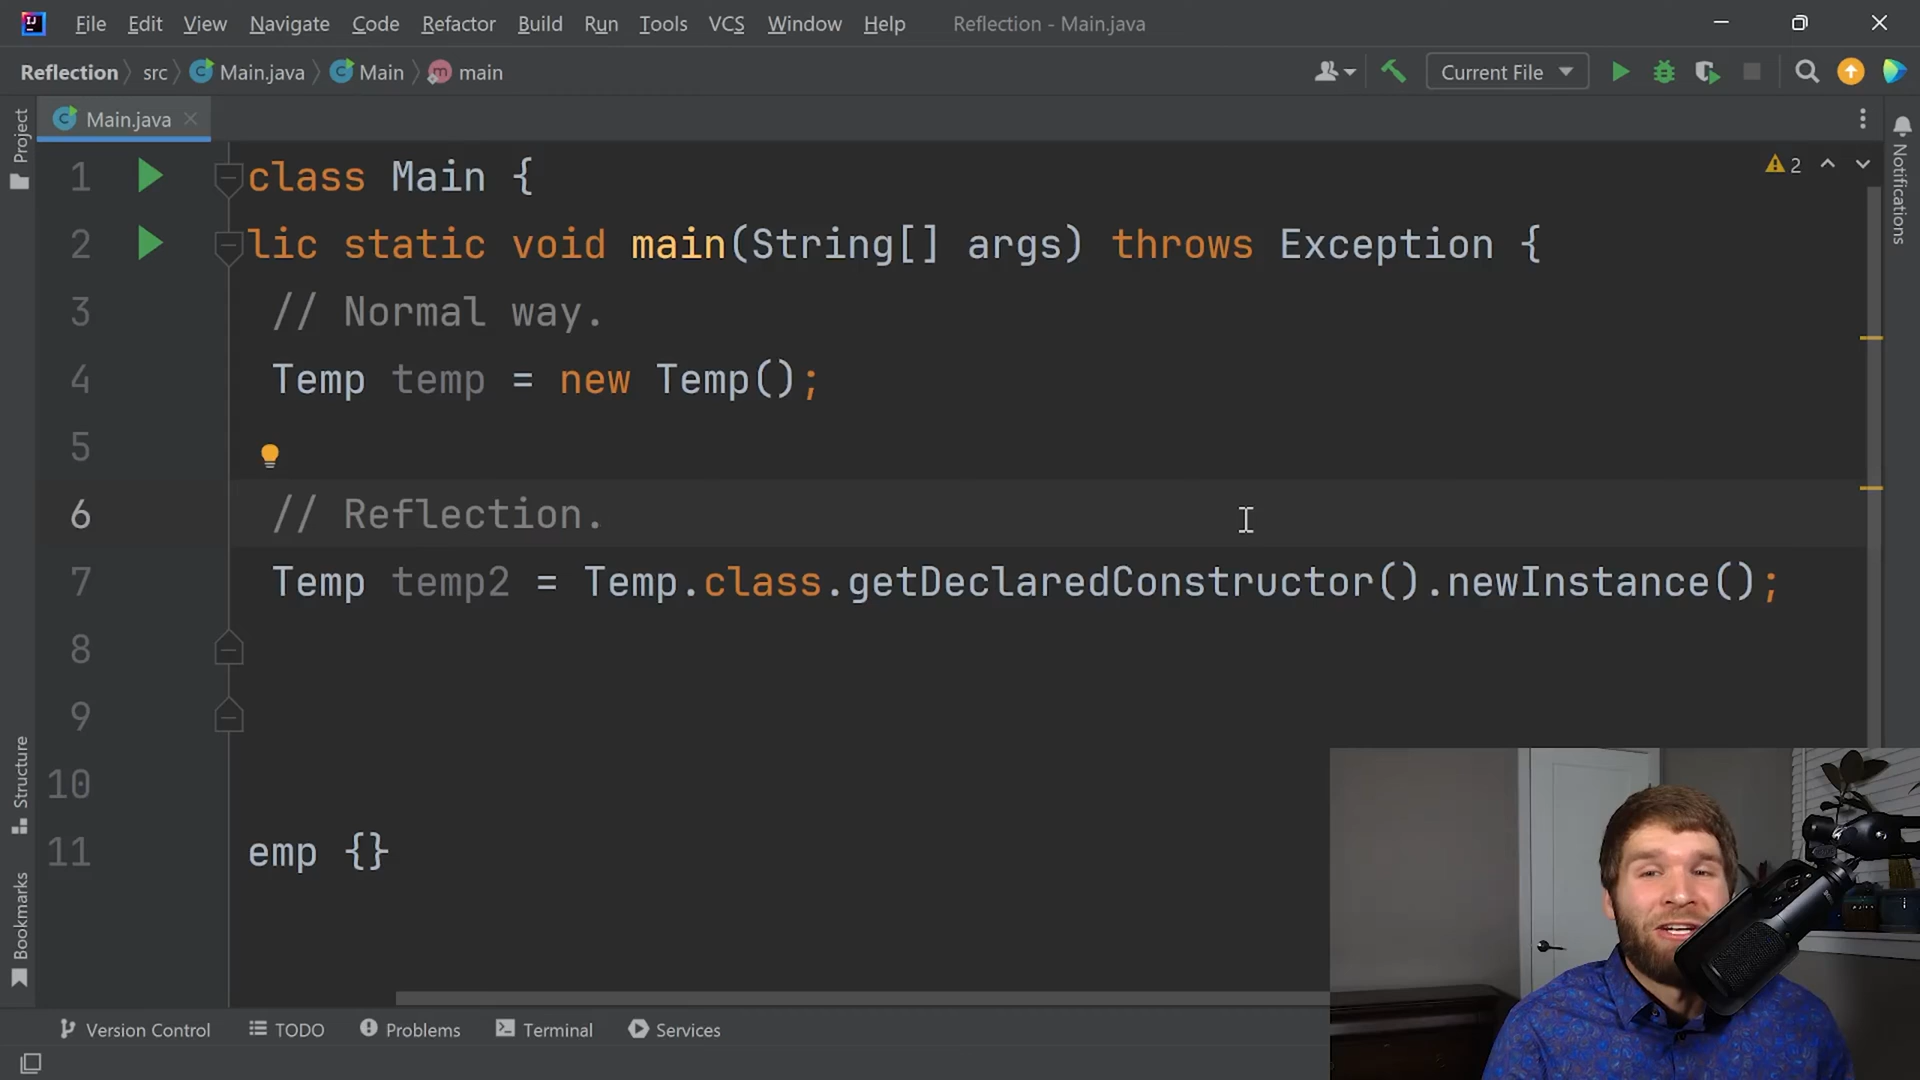 File Edit View Navigate Code Refactor Build Run Tools VCS Window Help Reflection - Main.java
Reflection src Main.java Main main Current File
Project
Main.java
Notifications
2
1 class Main {
2 lic static void main(String[] args) throws Exception {
3 // Normal way.
4 Temp temp = new Temp();
5
6 // Reflection.
7 Temp temp2 = Temp.class.getDeclaredConstructor().newInstance();
8
9
10
11 emp {}
Structure
Bookmarks
Version Control TODO Problems Terminal Services